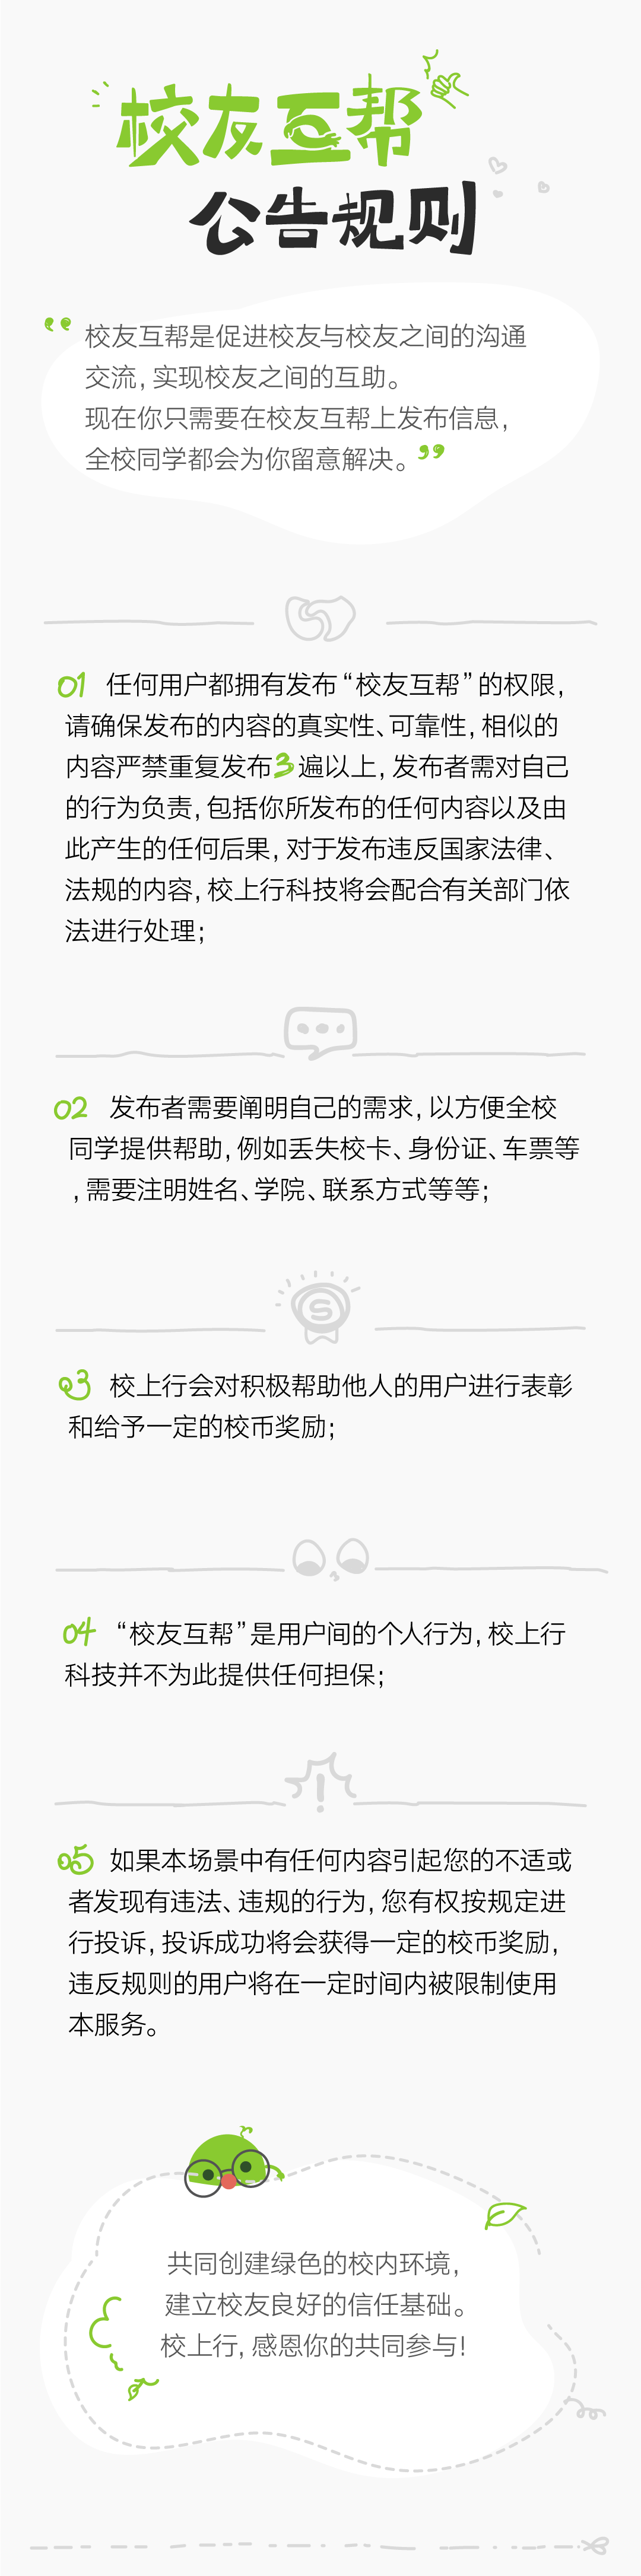 校友互帮
公告规则
“ 校友互帮是促进校友与校友之间的沟通
交流，实现校友之间的互助。
现在你只需要在校友互帮上发布信息，
全校同学都会为你留意解决。”
01 任何用户都拥有发布“校友互帮”的权限，
请确保发布的内容的真实性、可靠性，相似的
内容严禁重复发布3遍以上，发布者需对自己
的行为负责，包括你所发布的任何内容以及由
此产生的任何后果，对于发布违反国家法律、
法规的内容，校上行科技将会配合有关部门依
法进行处理；
02 发布者需要阐明自己的需求，以方便全校
同学提供帮助，例如丢失校卡、身份证、车票等
，需要注明姓名、学院、联系方式等等；
03 校上行会对积极帮助他人的用户进行表彰
和给予一定的校币奖励；
04 “校友互帮”是用户间的个人行为，校上行
科技并不为此提供任何担保；
05 如果本场景中有任何内容引起您的不适或
者发现有违法、违规的行为，您有权按规定进
行投诉，投诉成功将会获得一定的校币奖励，
违反规则的用户将在一定时间内被限制使用
本服务。
共同创建绿色的校内环境，
建立校友良好的信任基础。
校上行，感恩你的共同参与！